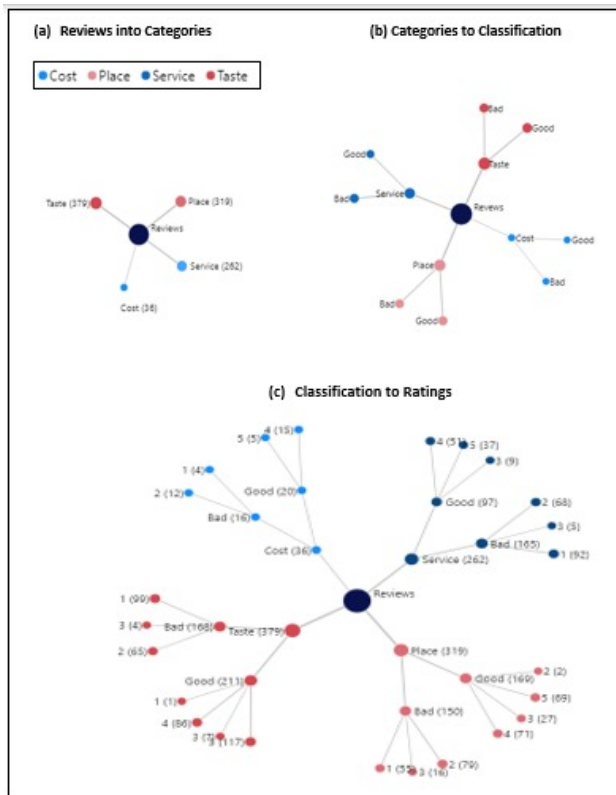 (a) Reviews into Categories
Cost Place Service Taste
Taste (379)
Place (319)
Reviews
Service (262)
Cost (36)
(b) Categories to Classification
Bad
Good
Taste
Good
Service
Bad
Revews
Cost
Good
Bad
Place
Bad
Good
(c) Classification to Ratings
4 (15)
5 (5)
1 (4)
2 (12)
Good (20)
Bad (16)
Cost (36)
4 (51)
5 (37)
3 (9)
Good (97)
2 (68)
3 (5)
Bad (165)
1 (92)
Service (262)
Reviews
1 (99)
3 (4)
Bad (168)
2 (65)
Taste (379)
Good (211)
1 (1)
4 (86)
3 (7)
(117)
Place (319)
Good (169)
2 (2)
5 (69)
3 (27)
4 (71)
Bad (150)
1 (55)
3 (16)
2 (79)